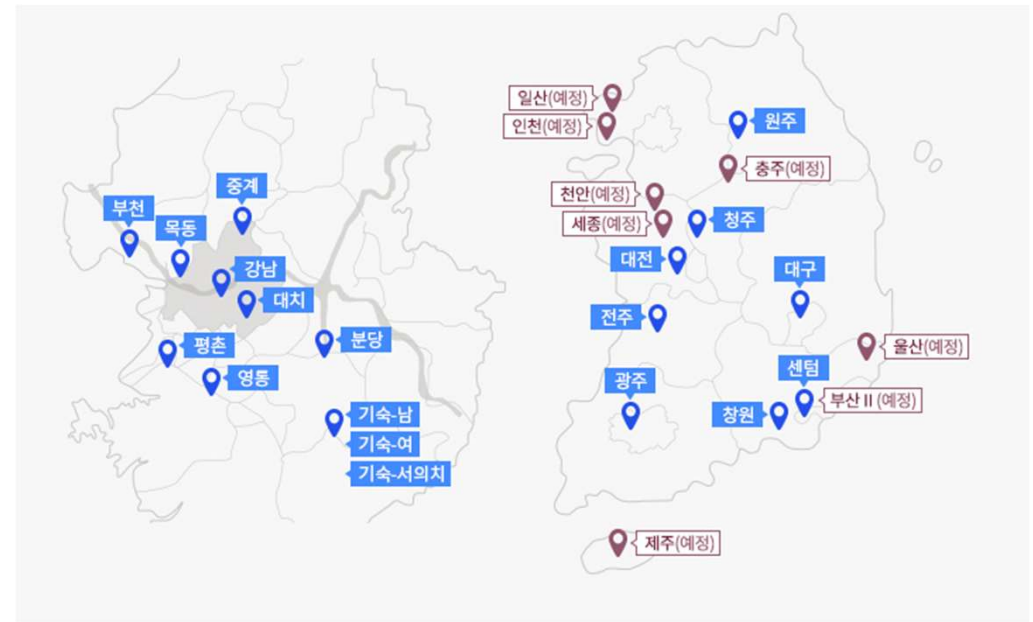 중계
부천
목동
강남
대치
평촌
분당
영통
기숙-남
기숙-여
기숙-서의치
일산(예정)
인천(예정)
원주
충주(예정)
천안(예정)
세종(예정)
청주
대전
대구
전주
울산(예정)
센텀
광주
부산 II (예정)
창원
제주(예정)